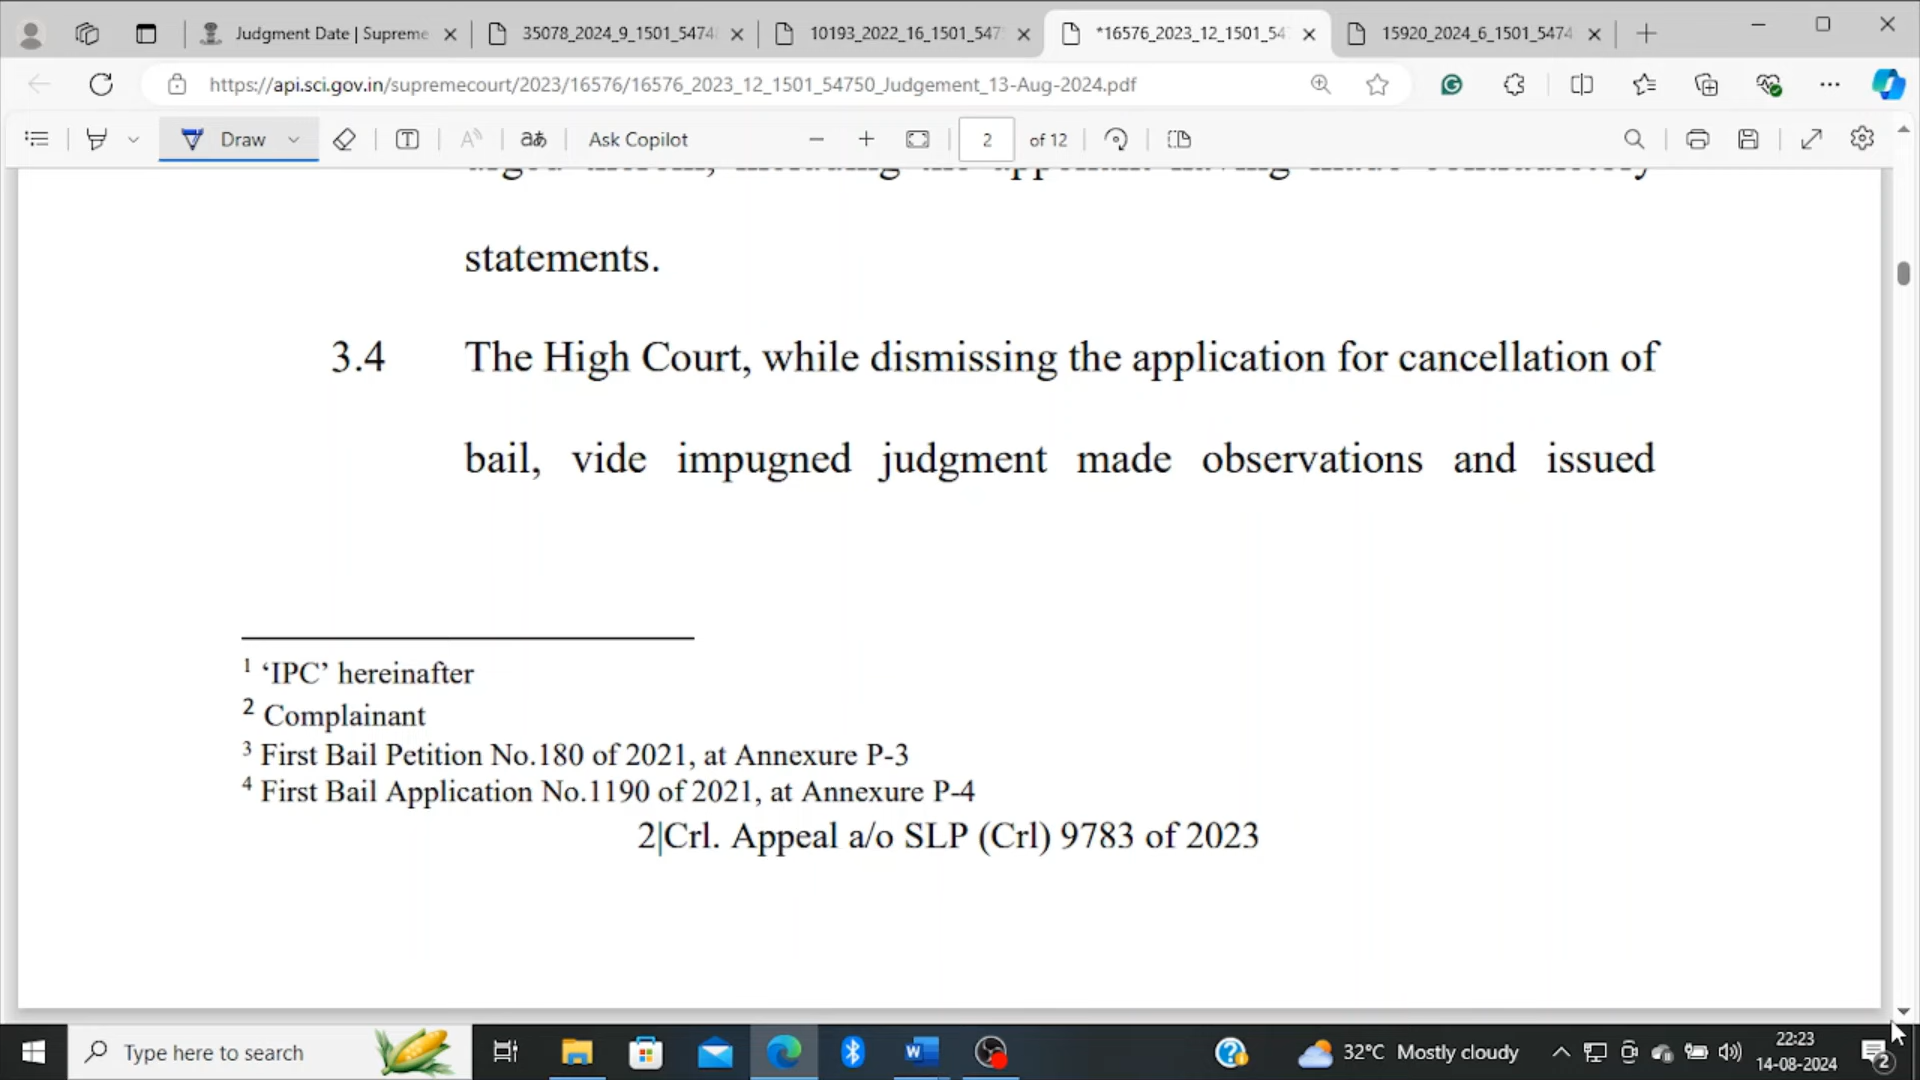 Judgment Date | Supreme
35078_2024_9_1501_5474
10193_2022_16_1501_547
*16576_2023_12_1501_54
15920_2024_6_1501_5474
https://api.sci.gov.in/supremecourt/2023/16576/16576_2023_12_1501_54750_Judgement_13-Aug-2024.pdf
Draw
Ask Copilot
2 of 12
statements.
3.4 The High Court, while dismissing the application for cancellation of
bail, vide impugned judgment made observations and issued
1 ‘IPC’ hereinafter
2 Complainant
3 First Bail Petition No.180 of 2021, at Annexure P-3
4 First Bail Application No.1190 of 2021, at Annexure P-4
2|Crl. Appeal a/o SLP (Crl) 9783 of 2023
Type here to search
32°C Mostly cloudy
22:23
14-08-2024
2